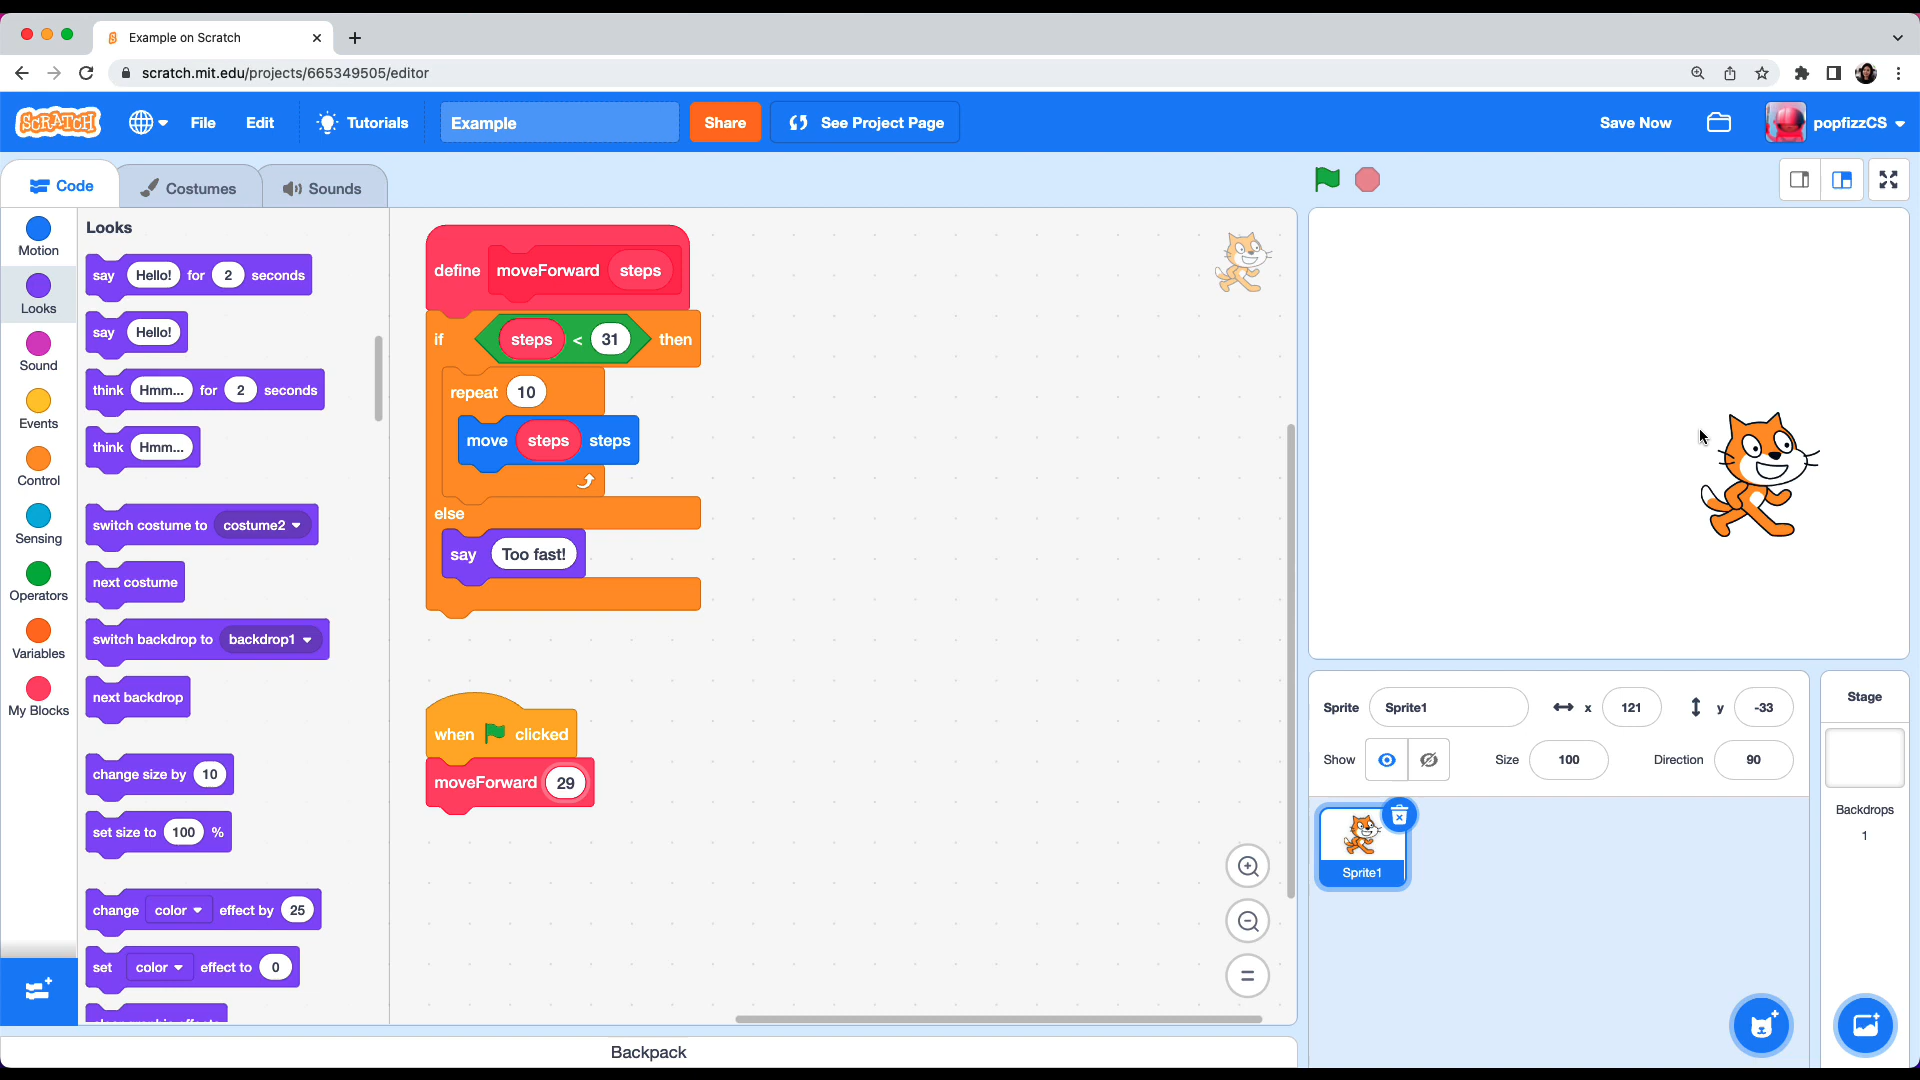 Example on Scratch
scratch.mit.edu/projects/665349505/editor
SCRATCH
File
Edit
Tutorials
Example
Share
See Project Page
Save Now
popfizzCS
Code
Costumes
Sounds
Motion
Looks
Sound
Events
Control
Sensing
Operators
Variables
My Blocks
Looks
say Hello! for 2 seconds
say Hello!
think Hmm... for 2 seconds
think Hmm...
switch costume to costume2
next costume
switch backdrop to backdrop1
next backdrop
change size by 10
set size to 100 %
change color effect by 25
set color effect to 0
define moveForward steps
if steps < 31 then
repeat 10
move steps steps
else
say Too fast!
when clicked
moveForward 29
Backpack
Sprite Sprite1 x 121 y -33
Show Size 100 Direction 90
Sprite1
Stage
Backdrops
1